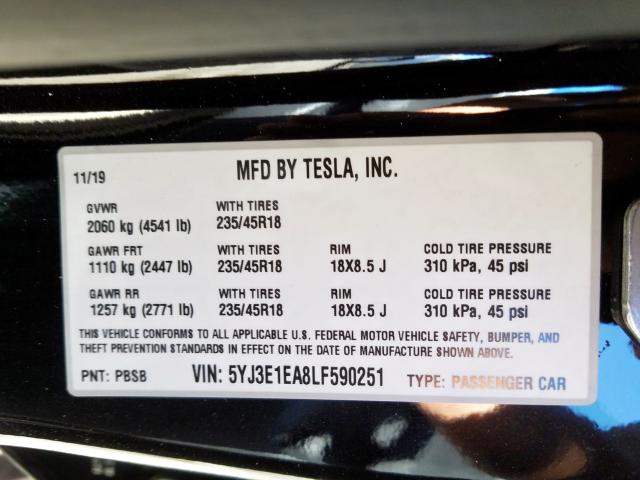 11/19 MFD BY TESLA, INC.
GVWR WITH TIRES
2060 kg (4541 lb) 235/45R18
GAWR FRT WITH TIRES RIM COLD TIRE PRESSURE
1110 kg (2447 lb) 235/45R18 18X8.5 J 310 kPa, 45 psi
GAWR RR WITH TIRES RIM COLD TIRE PRESSURE
1257 kg (2771 lb) 235/45R18 18X8.5 J 310 kPa, 45 psi
THIS VEHICLE CONFORMS TO ALL APPLICABLE U.S. FEDERAL MOTOR VEHICLE SAFETY, BUMPER, AND
THEFT PREVENTION STANDARDS IN EFFECT ON THE DATE OF MANUFACTURE SHOWN ABOVE.
PNT: PBSB VIN: 5YJ3E1EA8LF590251 TYPE: PASSENGER CAR